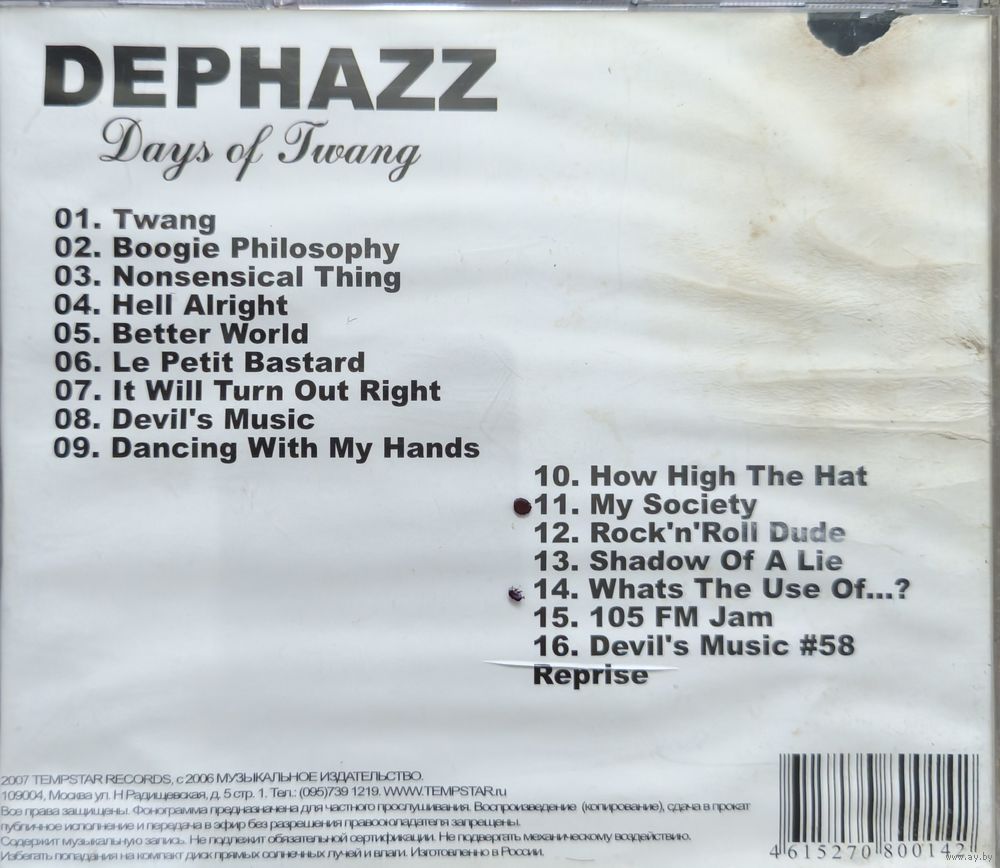 DEPHAZZ
Days of Twang
01. Twang
02. Boogie Philosophy
03. Nonsensical Thing
04. Hell Alright
05. Better World
06. Le Petit Bastard
07. It Will Turn Out Right
08. Devil's Music
09. Dancing With My Hands
10. How High The Hat
11. My Society
12. Rock'n'Roll Dude
13. Shadow Of A Lie
14. Whats The Use Of...?
15. 105 FM Jam
16. Devil's Music #58
Reprise
2007 TEMPSTAR RECORDS, c 2006 МУЗЫКАЛЬНОЕ ИЗДАТЕЛЬСТВО.
109004, Москва ул. Н Радищевская, д. 5 стр. 1. Тел.: (095)739 1219. WWW.TEMPSTAR.ru
Все права защищены. Фонограмма предназначена для частного прослушивания. Воспроизведение (копирование), сдача в прокат
публичное исполнение и передача в эфир без разрешения правооюладателя запрещены.
Содержит музыкальную запись. Не подлежит обязательной сертификации. Не подвергать механическому воздействию.
Избегать попадания на компакт диск прямых солнечных лучей и влаги. Изготовлено в России.
4 615270 800142
www.ay.by